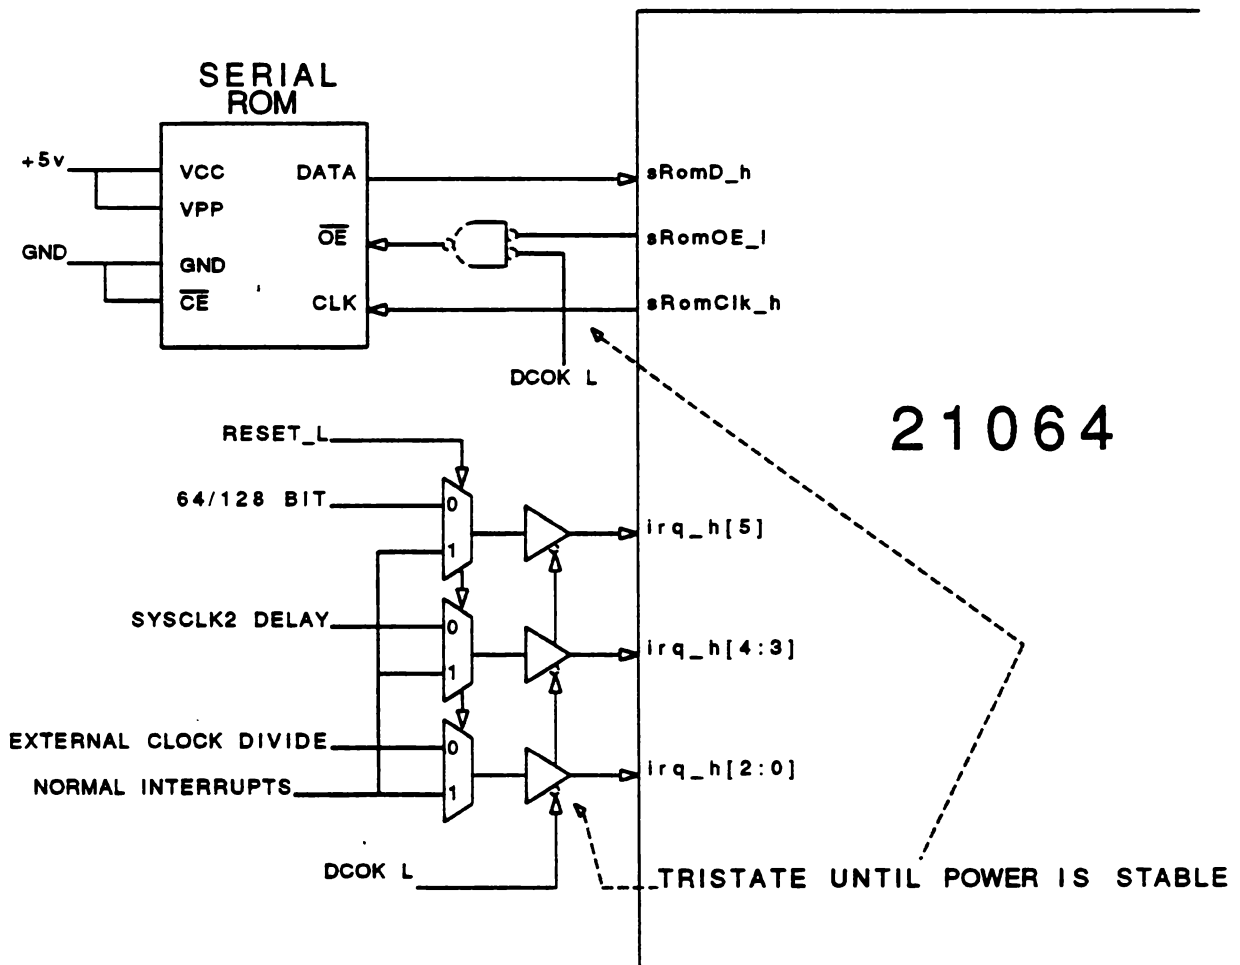 SERIAL
ROM
+5v
VCC
DATA
sRomD_h
VPP
OE
sRomOE_l
GND
GND
CE
CLK
sRomClk_h
DCOK L
21064
RESET_L
64/128 BIT
0
irq_h[5]
1
SYSCLK2 DELAY
0
irq_h[4:3]
1
EXTERNAL CLOCK DIVIDE
0
irq_h[2:0]
NORMAL INTERRUPTS
1
DCOK L
TRISTATE UNTIL POWER IS STABLE